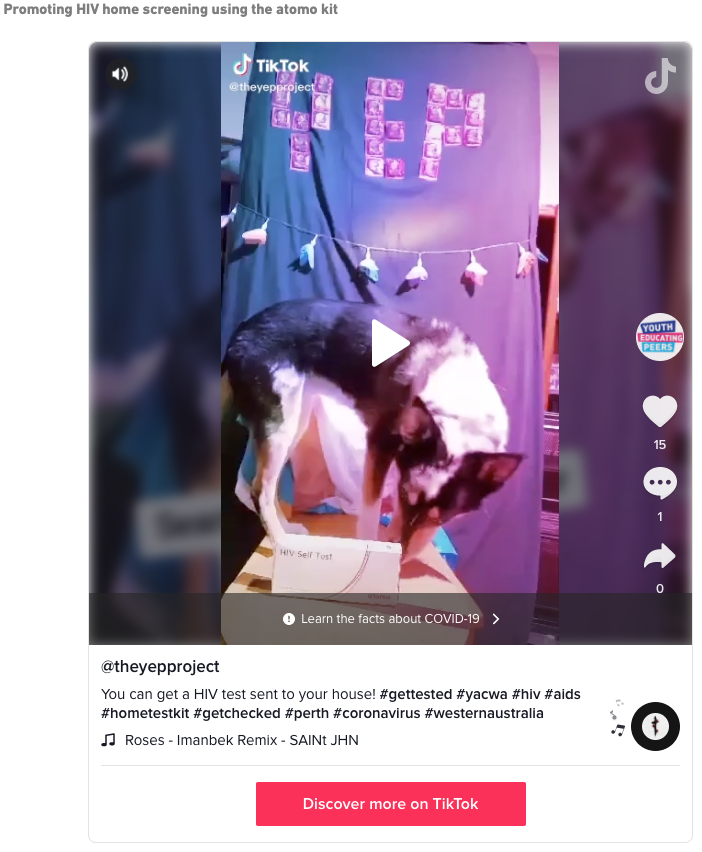 Promoting HIV home screening using the atomo kit
TikTok
@theyepproject
YEP
YOUTH
EDUCATING
PEERS
15
1
0
HIV Self Test
Learn the facts about COVID-19
@theyepproject
You can get a HIV test sent to your house! #gettested #yacwa #hiv #aids
#hometestkit #getchecked #perth #coronavirus #westernaustralia
Roses - Imanbek Remix - SAINt JHN
Discover more on TikTok